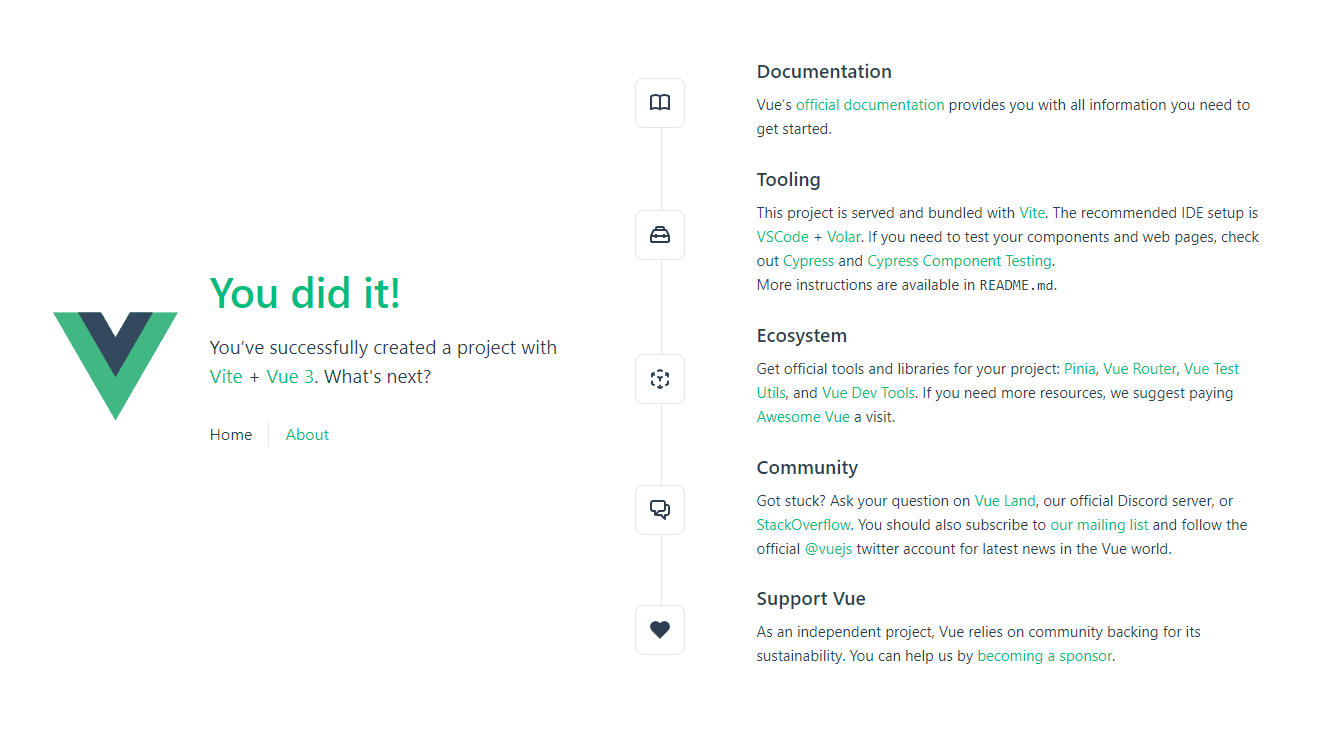 You did it!
You’ve successfully created a project with
Vite + Vue 3. What's next?
Home
About
Documentation
Vue’s official documentation provides you with all information you need to
get started.
Tooling
This project is served and bundled with Vite. The recommended IDE setup is
VSCode + Volar. If you need to test your components and web pages, check
out Cypress and Cypress Component Testing.
More instructions are available in README.md.
Ecosystem
Get official tools and libraries for your project: Pinia, Vue Router, Vue Test
Utils, and Vue Dev Tools. If you need more resources, we suggest paying
Awesome Vue a visit.
Community
Got stuck? Ask your question on Vue Land, our official Discord server, or
StackOverflow. You should also subscribe to our mailing list and follow the
official @vuejs twitter account for latest news in the Vue world.
Support Vue
As an independent project, Vue relies on community backing for its
sustainability. You can help us by becoming a sponsor.